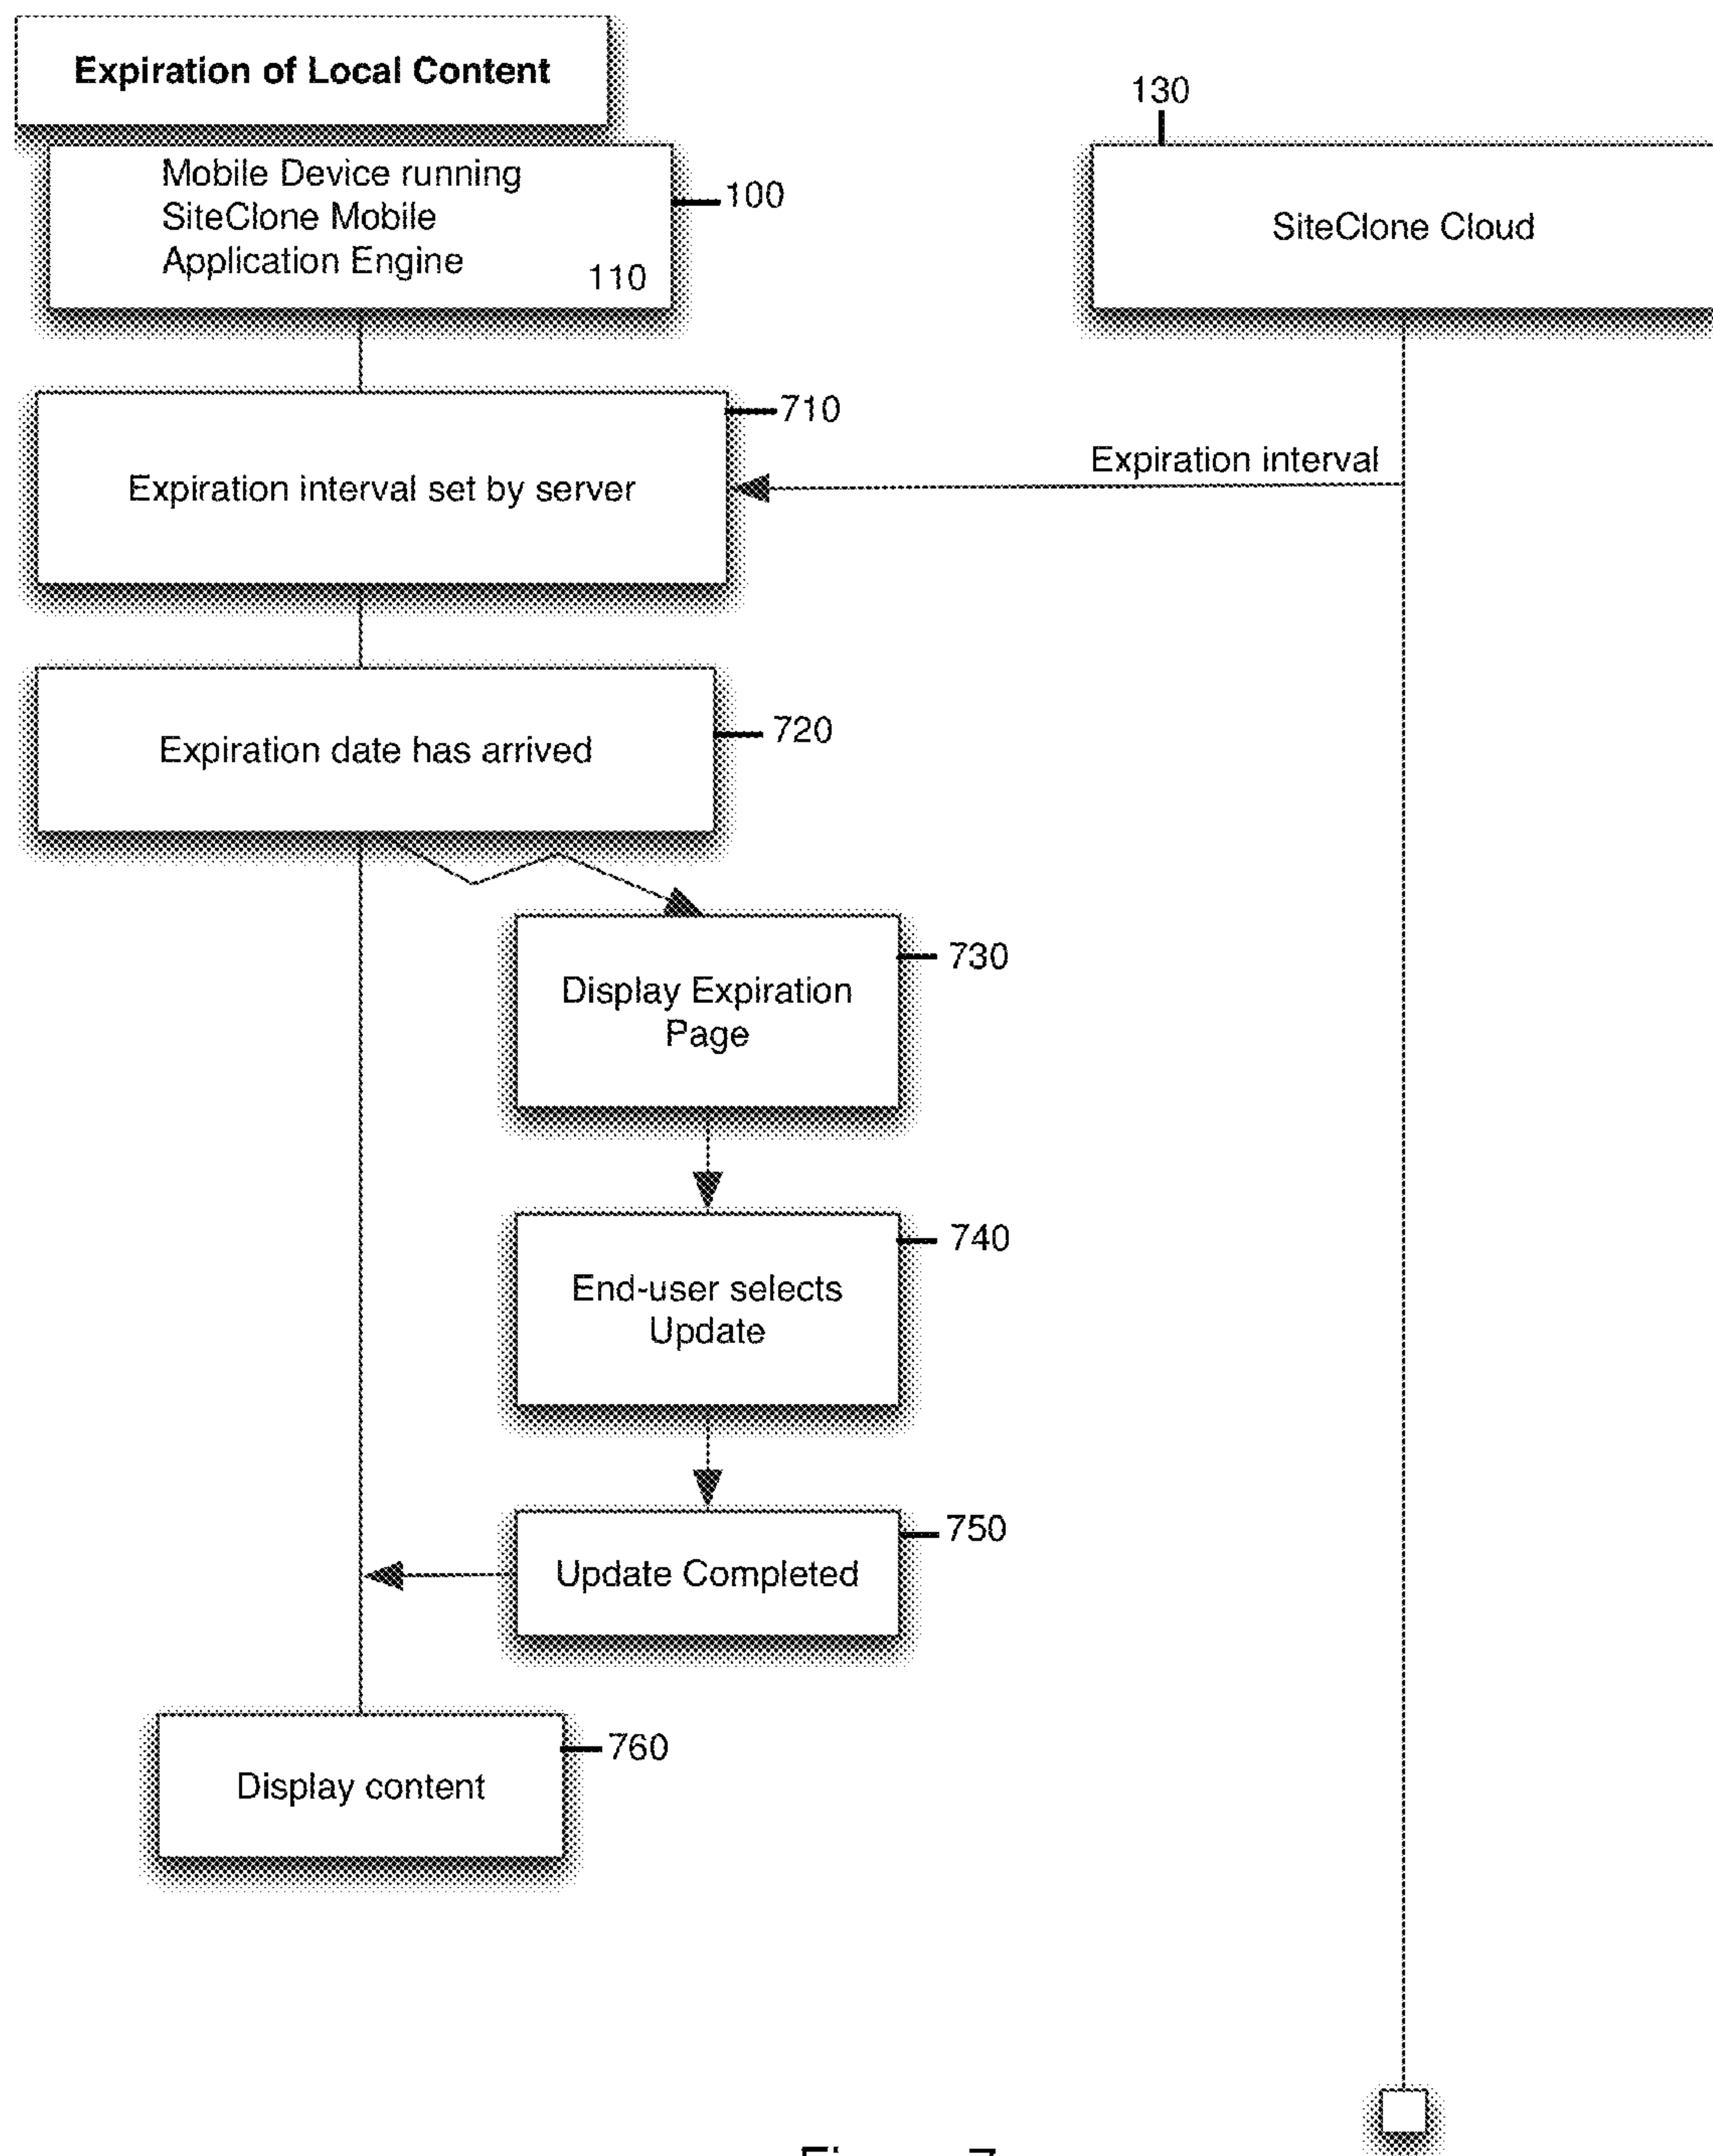 Expiration of Local Content
130
Mobile Device running
SiteClone Mobile
Application Engine
100
110
SiteClone Cloud
710
Expiration interval set by server
Expiration interval
720
Expiration date has arrived
730
Display Expiration
Page
740
End-user selects
Update
750
Update Completed
760
Display content